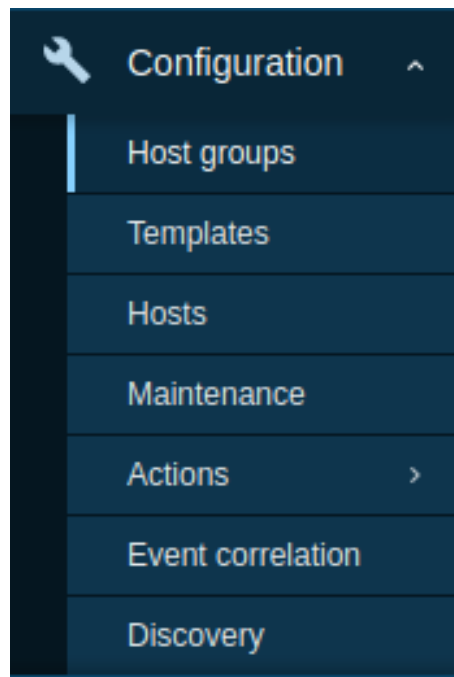 Configuration
Host groups
Templates
Hosts
Maintenance
Actions
Event correlation
Discovery